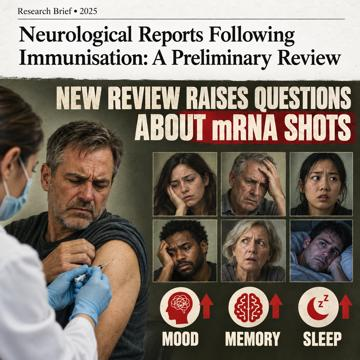 Research Brief • 2025
Neurological Reports Following
Immunisation: A Preliminary Review
NEW REVIEW RAISES QUESTIONS
ABOUT mRNA SHOTS
MOOD
MEMORY
SLEEP
z
z
z